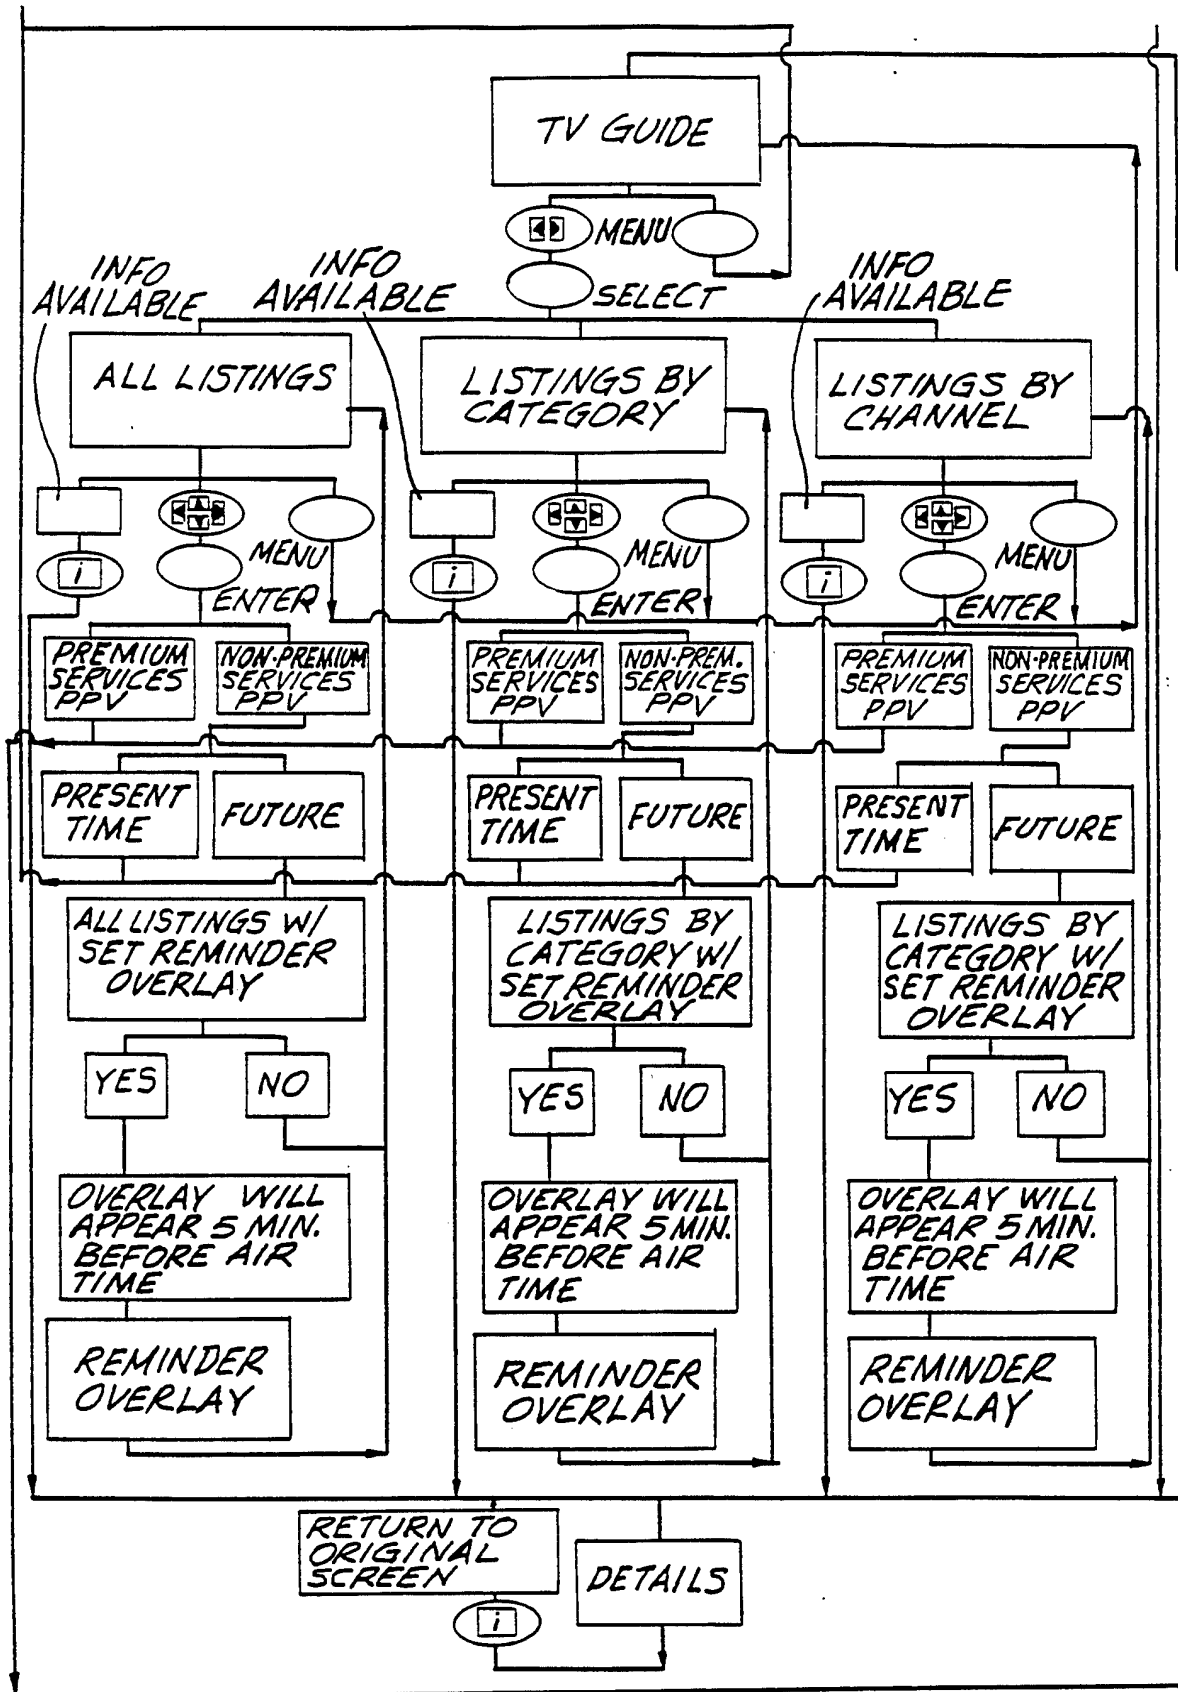 TV GUIDE
MENU
SELECT
INFO
AVAILABLE
INFO
AVAILABLE
INFO
AVAILABLE
ALL LISTINGS
LISTINGS BY
CATEGORY
LISTINGS BY
CHANNEL
i
MENU
ENTER
i
MENU
ENTER
i
MENU
ENTER
PREMIUM
SERVICES
PPV
NON-PREMIUM
SERVICES
PPV
PREMIUM
SERVICES
PPV
NON-PREM.
SERVICES
PPV
PREMIUM
SERVICES
PPV
NON-PREMIUM
SERVICES
PPV
PRESENT
TIME
FUTURE
PRESENT
TIME
FUTURE
PRESENT
TIME
FUTURE
ALL LISTINGS W/
SET REMINDER
OVERLAY
LISTINGS BY
CATEGORY W/
SET REMINDER
OVERLAY
LISTINGS BY
CATEGORY W/
SET REMINDER
OVERLAY
YES
NO
YES
NO
YES
NO
OVERLAY WILL
APPEAR 5 MIN.
BEFORE AIR
TIME
OVERLAY WILL
APPEAR 5 MIN.
BEFORE AIR
TIME
OVERLAY WILL
APPEAR 5 MIN.
BEFORE AIR
TIME
REMINDER
OVERLAY
REMINDER
OVERLAY
REMINDER
OVERLAY
RETURN TO
ORIGINAL
SCREEN
i
DETAILS